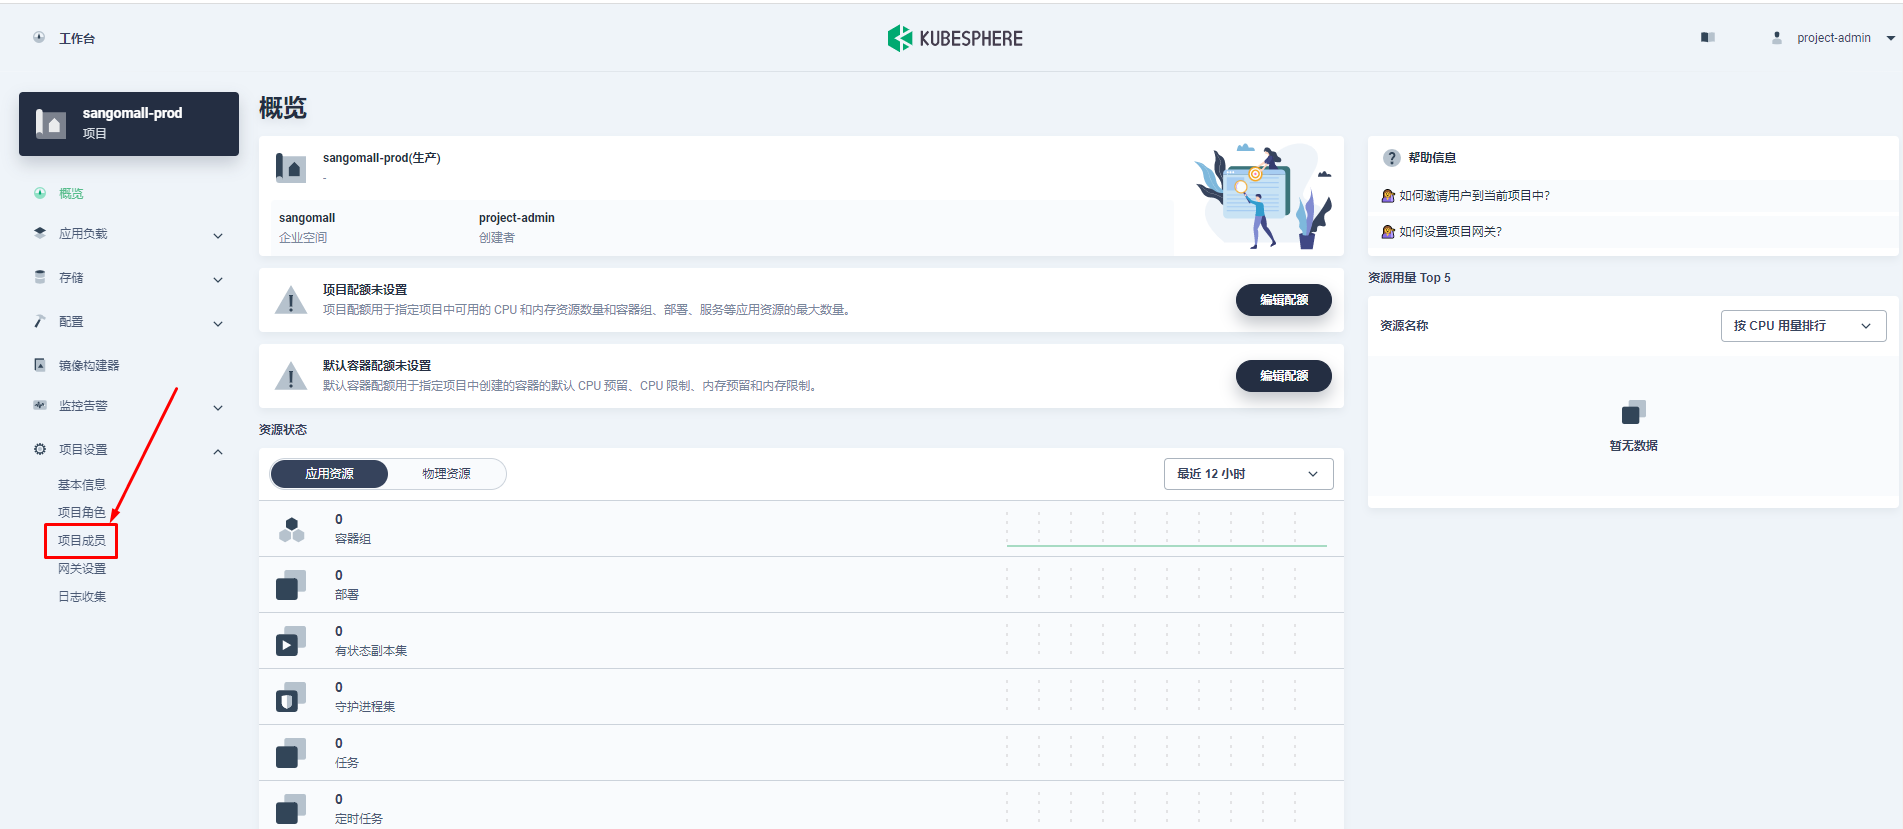 工作台
KUBESPHERE
project-admin
sangomall-prod
项目
概览
应用负载
存储
配置
镜像构建器
监控告警
项目设置
基本信息
项目角色
项目成员
网关设置
日志收集
概览
sangomall-prod(生产)
-
sangomall
企业空间
project-admin
创建者
项目配额未设置
项目配额用于指定项目中可用的 CPU 和内存资源数量和容器组、部署、服务等应用资源的最大数量。
编辑配额
默认容器配额未设置
默认容器配额用于指定项目中创建的容器的默认 CPU 预留、CPU 限制、内存预留和内存限制。
编辑配额
资源状态
应用资源
物理资源
最近 12 小时
0
容器组
0
部署
0
有状态副本集
0
守护进程集
0
任务
0
定时任务
帮助信息
如何邀请用户到当前项目中?
如何设置项目网关?
资源用量 Top 5
资源名称
按 CPU 用量排行
暂无数据